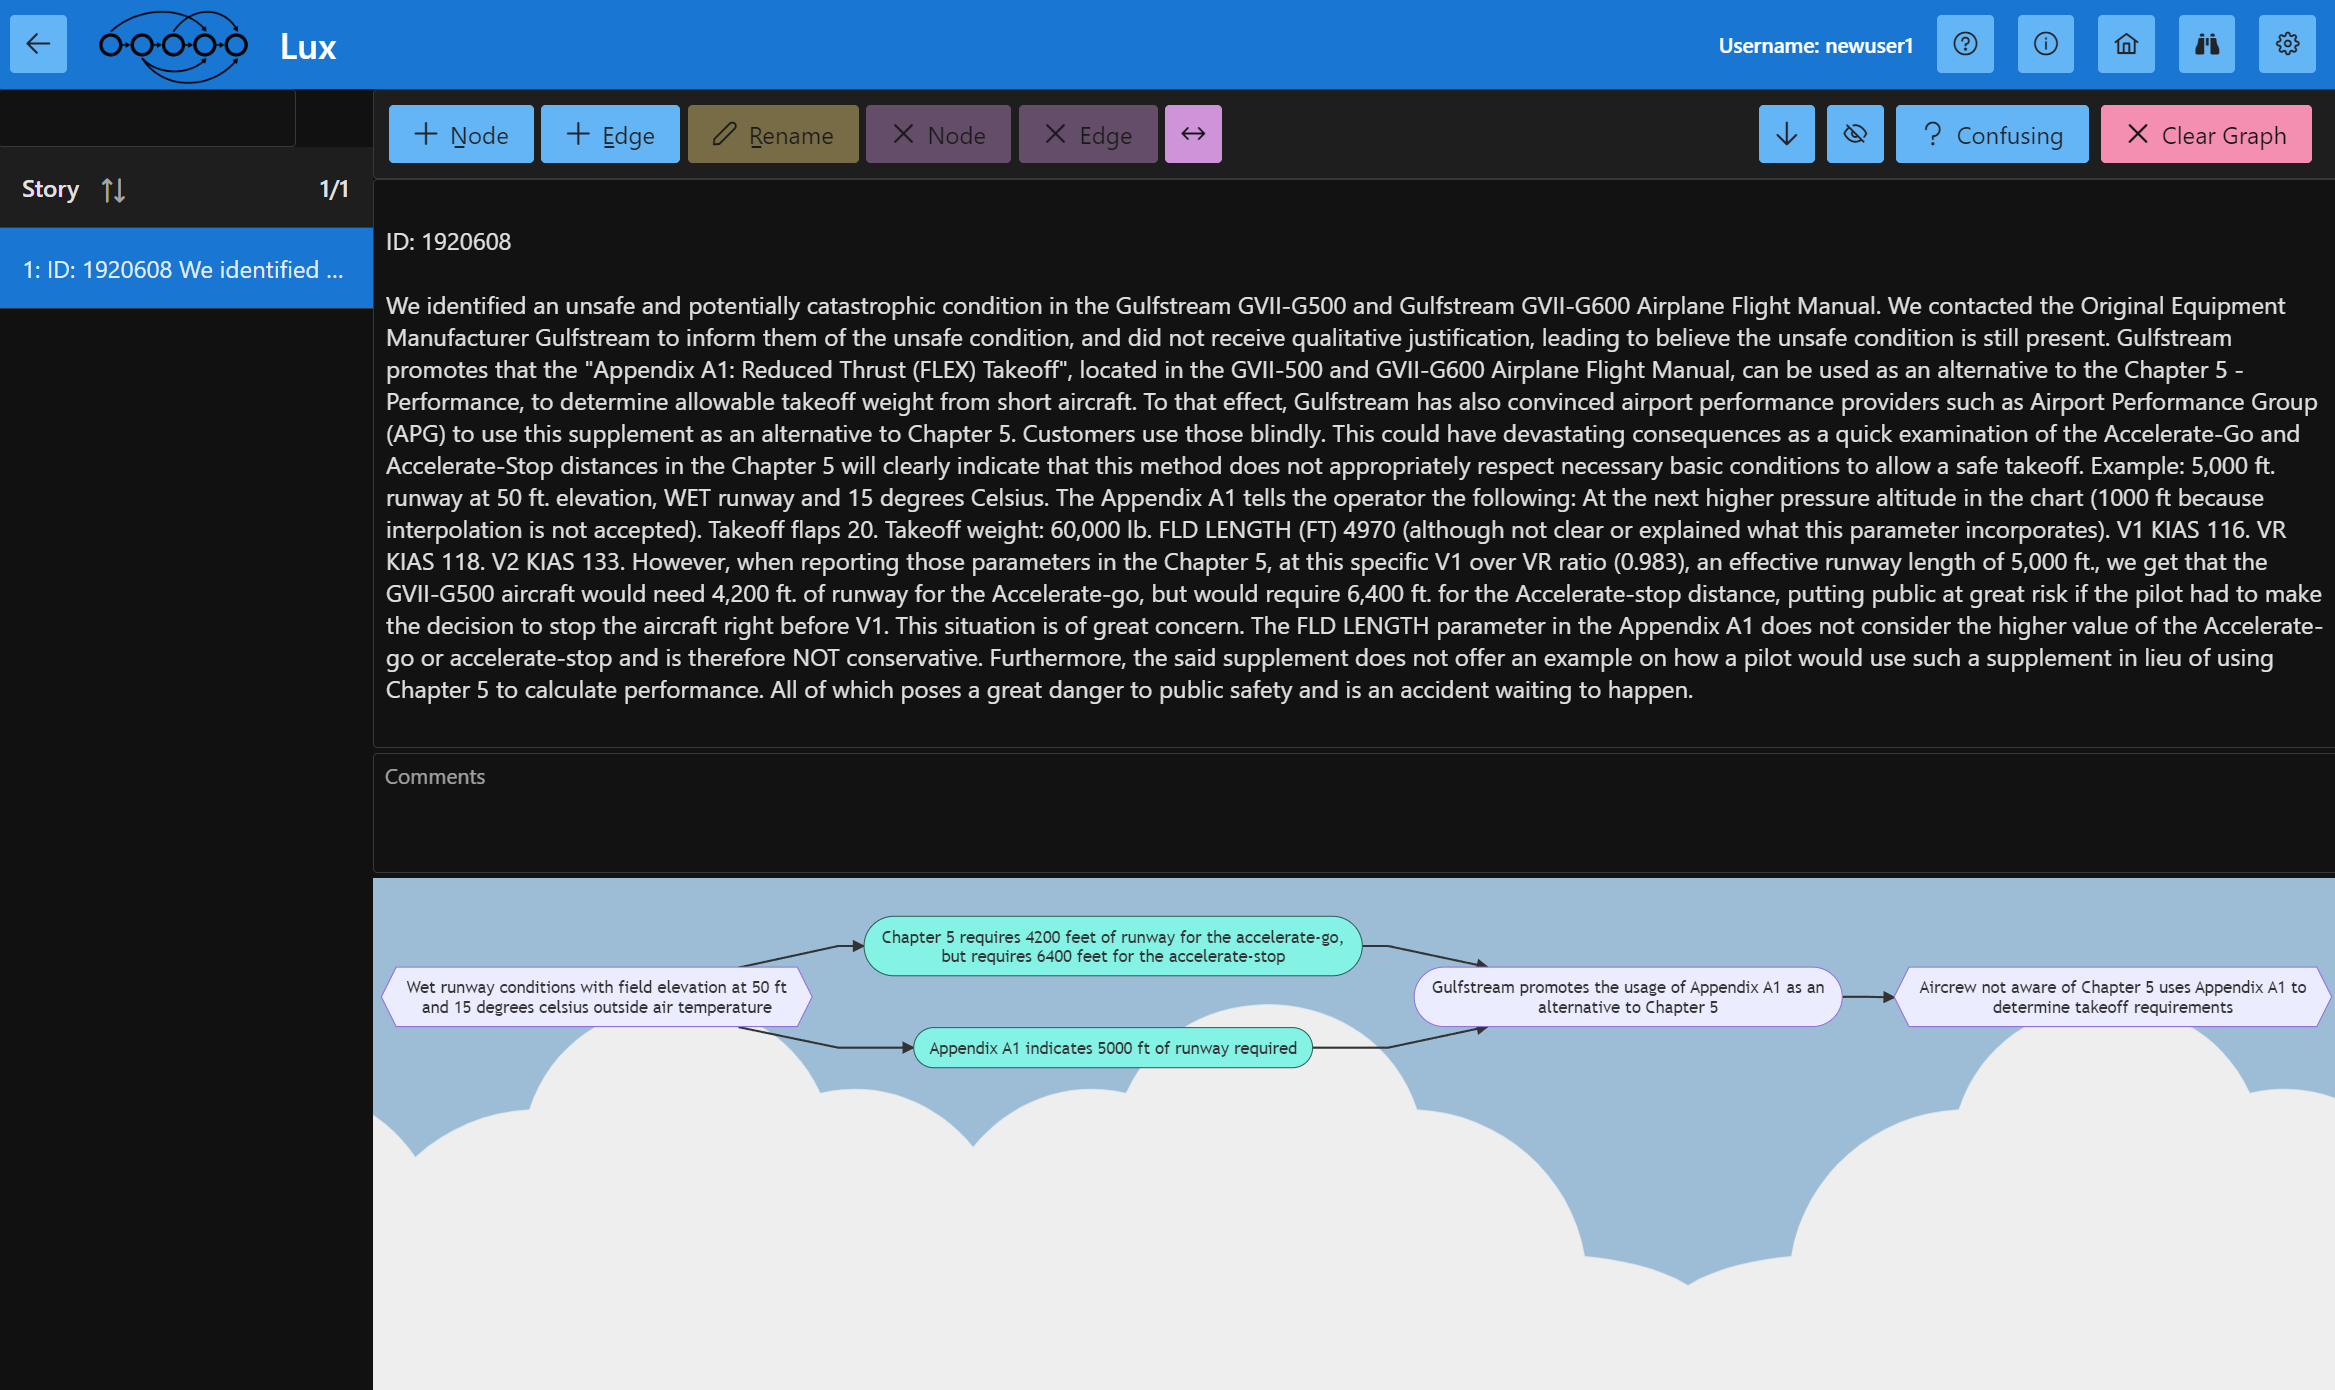 Lux
Username: newuser1
Story
1/1
1: ID: 1920608 We identified ...
Node
Edge
Rename
Node
Edge
Confusing
Clear Graph
ID: 1920608
We identified an unsafe and potentially catastrophic condition in the Gulfstream GVII-G500 and Gulfstream GVII-G600 Airplane Flight Manual. We contacted the Original Equipment
Manufacturer Gulfstream to inform them of the unsafe condition, and did not receive qualitative justification, leading to believe the unsafe condition is still present. Gulfstream
promotes that the "Appendix A1: Reduced Thrust (FLEX) Takeoff", located in the GVII-500 and GVII-G600 Airplane Flight Manual, can be used as an alternative to the Chapter 5 -
Performance, to determine allowable takeoff weight from short aircraft. To that effect, Gulfstream has also convinced airport performance providers such as Airport Performance Group
(APG) to use this supplement as an alternative to Chapter 5. Customers use those blindly. This could have devastating consequences as a quick examination of the Accelerate-Go and
Accelerate-Stop distances in the Chapter 5 will clearly indicate that this method does not appropriately respect necessary basic conditions to allow a safe takeoff. Example: 5,000 ft.
runway at 50 ft. elevation, WET runway and 15 degrees Celsius. The Appendix A1 tells the operator the following: At the next higher pressure altitude in the chart (1000 ft because
interpolation is not accepted). Takeoff flaps 20. Takeoff weight: 60,000 lb. FLD LENGTH (FT) 4970 (although not clear or explained what this parameter incorporates). V1 KIAS 116. VR
KIAS 118. V2 KIAS 133. However, when reporting those parameters in the Chapter 5, at this specific V1 over VR ratio (0.983), an effective runway length of 5,000 ft., we get that the
GVII-G500 aircraft would need 4,200 ft. of runway for the Accelerate-go, but would require 6,400 ft. for the Accelerate-stop distance, putting public at great risk if the pilot had to make
the decision to stop the aircraft right before V1. This situation is of great concern. The FLD LENGTH parameter in the Appendix A1 does not consider the higher value of the Accelerate-
go or accelerate-stop and is therefore NOT conservative. Furthermore, the said supplement does not offer an example on how a pilot would use such a supplement in lieu of using
Chapter 5 to calculate performance. All of which poses a great danger to public safety and is an accident waiting to happen.
Comments
Wet runway conditions with field elevation at 50 ft
and 15 degrees celsius outside air temperature
Chapter 5 requires 4200 feet of runway for the accelerate-go,
but requires 6400 feet for the accelerate-stop
Appendix A1 indicates 5000 ft of runway required
Gulfstream promotes the usage of Appendix A1 as an
alternative to Chapter 5
Aircrew not aware of Chapter 5 uses Appendix A1 to
determine takeoff requirements